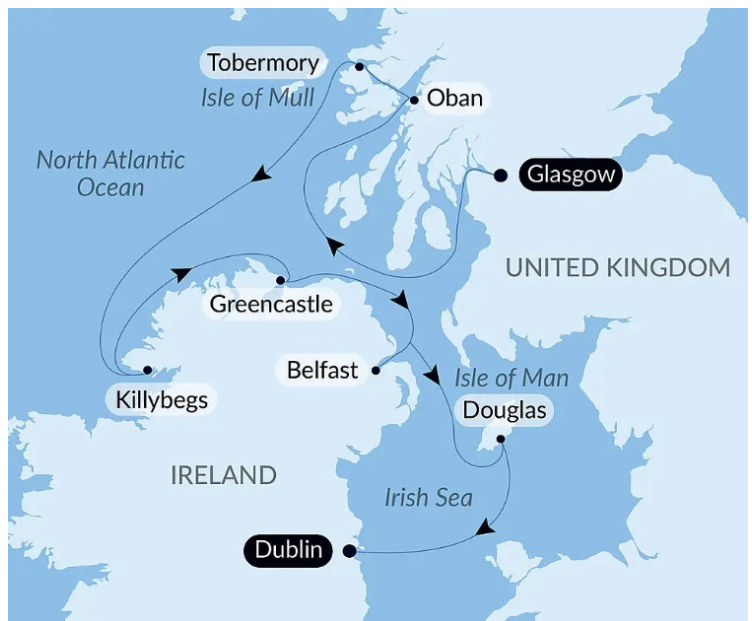 Tobermory
Isle of Mull
Oban
North Atlantic
Ocean
Glasgow
UNITED KINGDOM
Greencastle
Belfast
Isle of Man
Douglas
Killybegs
IRELAND
Irish Sea
Dublin